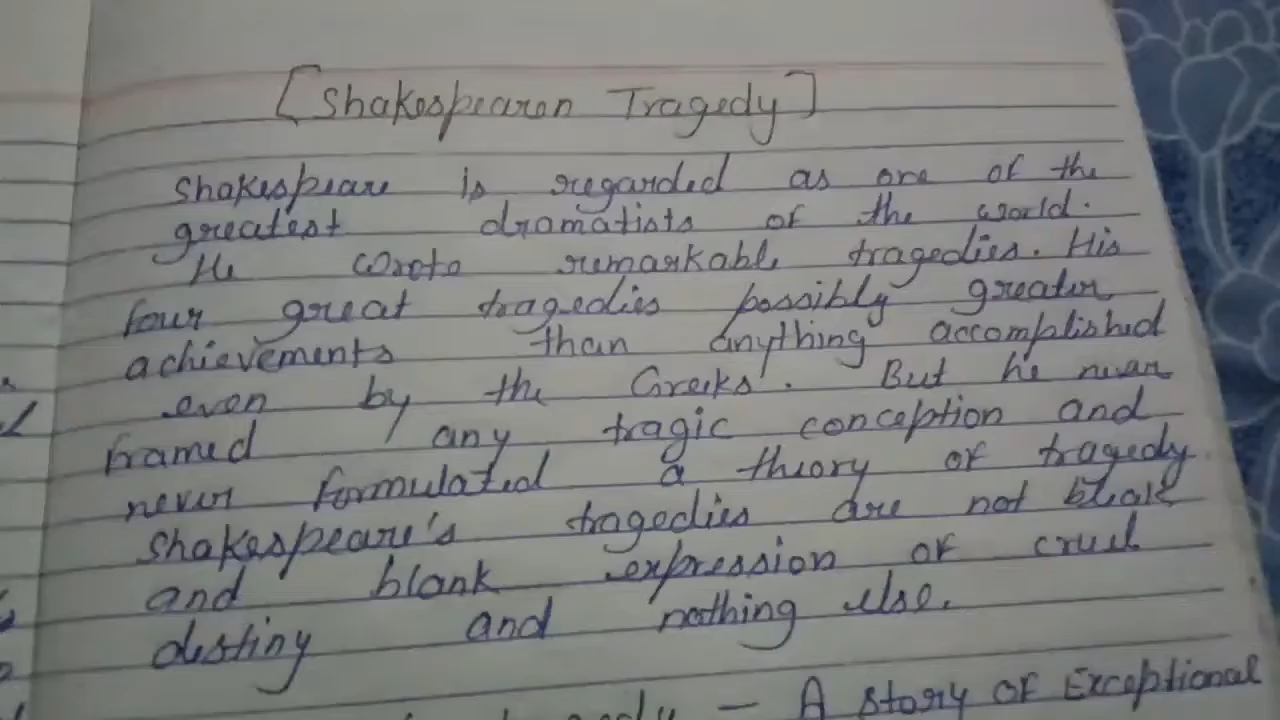 [Shakespearen Tragedy]
Shakespeare is regarded as one of the
greatest dramatists of the world.
He wrote remarkable tragedies. His
four great tragedies possibly greater
achievements than anything accomplished
even by the Greeks'. But he never
framed any tragic conception and
never formulated a theory of tragedy
Shakespeare's tragedies are not bleak
and blank expression of cruel
destiny and nothing else.
— A Story of Exceptional